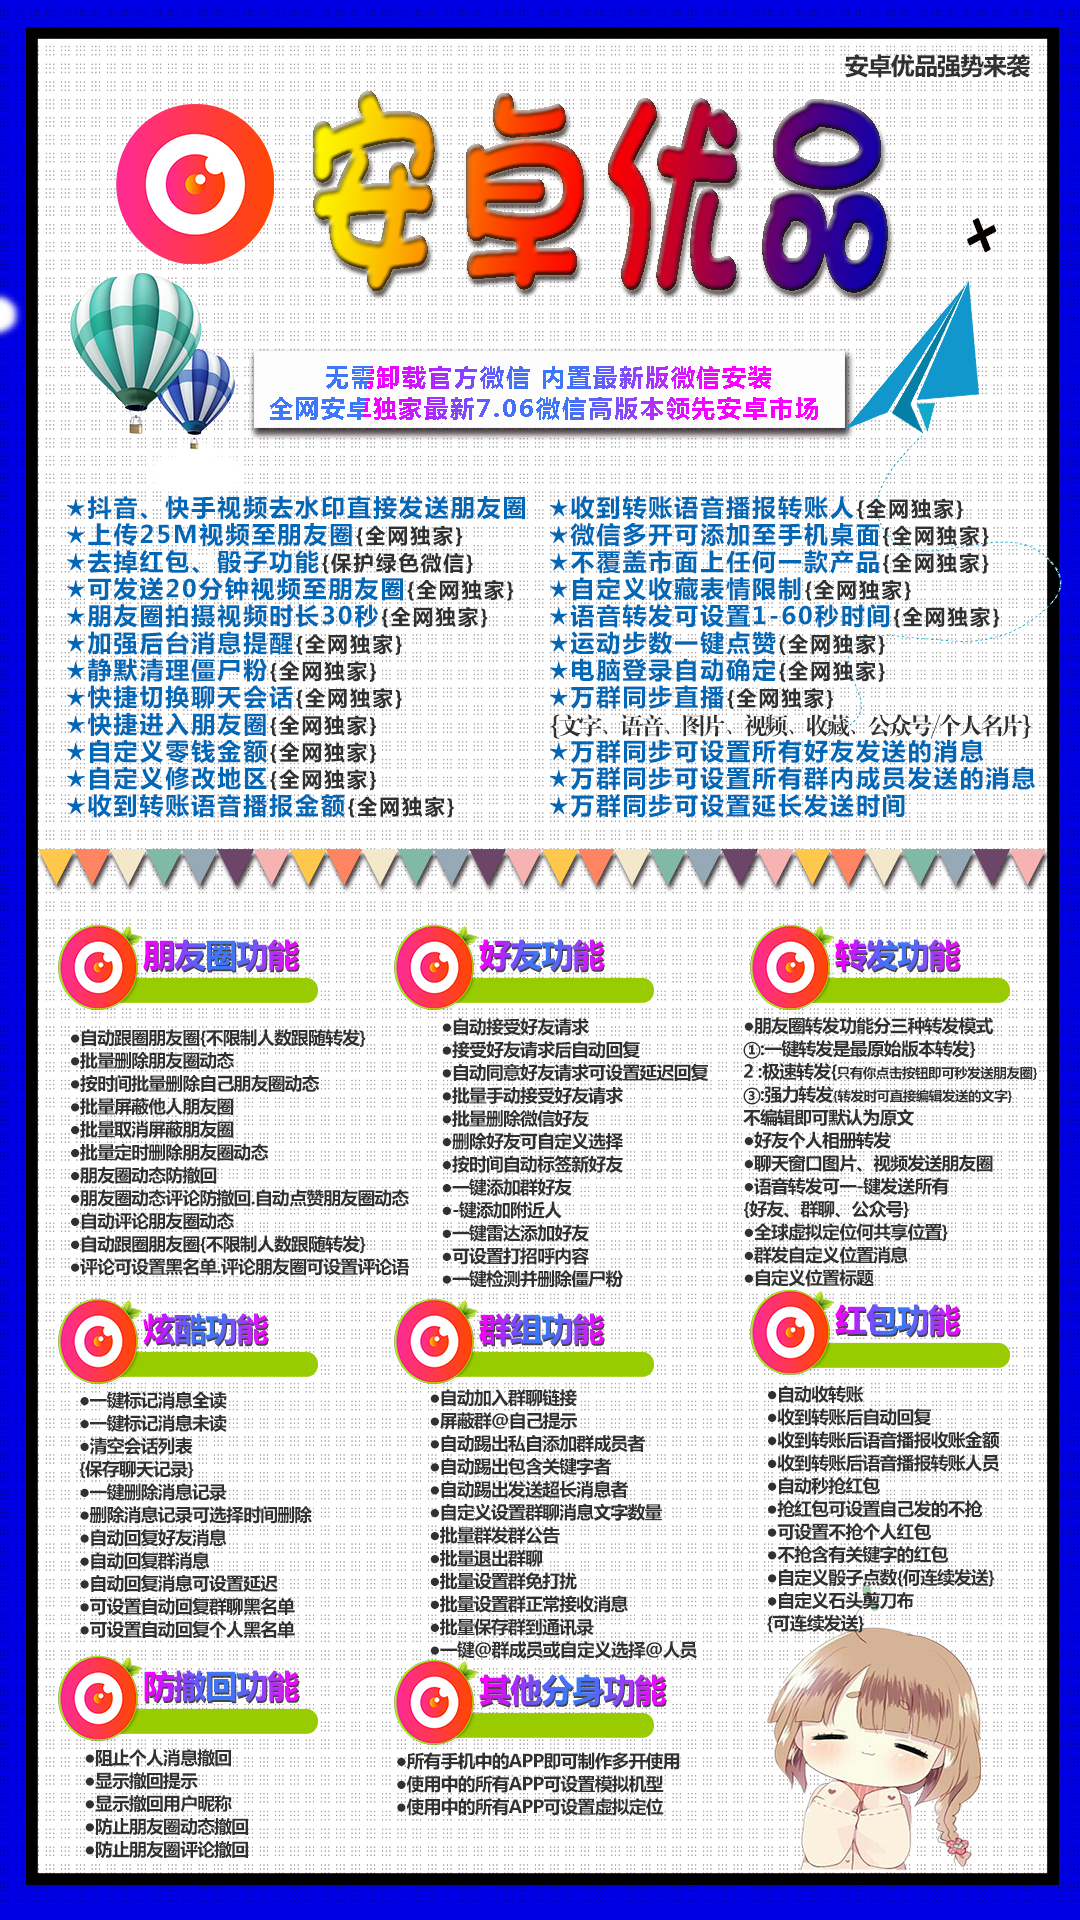 安卓优品强势来袭
安卓优品
无需卸载官方微信 内置最新版微信安装
全网安卓独家最新7.06微信高版本领先安卓市场
★抖音、快手视频去水印直接发送朋友圈
★上传25M视频至朋友圈{全网独家}
★去掉红包、骰子功能{保护绿色微信}
★可发送20分钟视频至朋友圈{全网独家}
★朋友圈拍摄视频时长30秒{全网独家}
★加强后台消息提醒{全网独家}
★静默清理僵尸粉{全网独家}
★快捷切换聊天会话{全网独家}
★快捷进入朋友圈{全网独家}
★自定义零钱金额{全网独家}
★自定义修改地区{全网独家}
★收到转账语音播报金额{全网独家}
★收到转账语音播报转账人{全网独家}
★微信多开可添加至手机桌面{全网独家}
★不覆盖市面上任何一款产品{全网独家}
★自定义收藏表情限制{全网独家}
★语音转发可设置1-60秒时间{全网独家}
★运动步数一键点赞{全网独家}
★电脑登录自动确定{全网独家}
★万群同步直播{全网独家}
{文字、语音、图片、视频、收藏、公众号/个人名片}
★万群同步可设置所有好友发送的消息
★万群同步可设置所有群内成员发送的消息
★万群同步可设置延长发送时间
朋友圈功能
●自动跟圈朋友圈{不限制人数跟随转发}
●批量删除朋友圈动态
●按时间批量删除自己朋友圈动态
●批量屏蔽他人朋友圈
●批量取消屏蔽朋友圈
●批量定时删除朋友圈动态
●朋友圈动态防撤回
●朋友圈动态评论防撤回.自动点赞朋友圈动态
●自动评论朋友圈动态
●自动跟圈朋友圈{不限制人数跟随转发}
●评论可设置黑名单.评论朋友圈可设置评论语
好友功能
●自动接受好友请求
●接受好友请求后自动回复
●自动同意好友请求可设置延迟回复
●批量手动接受好友请求
●批量删除微信好友
●删除好友可自定义选择
●按时间自动标签新好友
●一键添加群好友
●-键添加附近人
●一键雷达添加好友
●可设置打招呼内容
●一键检测并删除僵尸粉
转发功能
●朋友圈转发功能分三种转发模式
①:一键转发是最原始版本转发}
2 :极速转发{只有你点击按钮即可秒发送朋友圈}
③:强力转发{转发时可直接编辑发送的文字}
不编辑即可默认为原文
●好友个人相册转发
●聊天窗口图片、视频发送朋友圈
●语音转发可一-键发送所有
{好友、群聊、公众号}
●全球虚拟定位何共享位置}
●群发自定义位置消息
●自定义位置标题
炫酷功能
●一键标记消息全读
●一键标记消息未读
●清空会话列表
{保存聊天记录}
●一键删除消息记录
●删除消息记录可选择时间删除
●自动回复好友消息
●自动回复群消息
●自动回复消息可设置延迟
●可设置自动回复群聊黑名单
●可设置自动回复个人黑名单
群组功能
●自动加入群聊链接
●屏蔽群@自己提示
●自动踢出私自添加群成员者
●自动踢出包含关键字者
●自动踢出发送超长消息者
●自定义设置群聊消息文字数量
●批量群发群公告
●批量退出群聊
●批量设置群免打扰
●批量设置群正常接收消息
●批量保存群到通讯录
●一键@群成员或自定义选择@人员
红包功能
●自动收转账
●收到转账后自动回复
●收到转账后语音播报收账金额
●收到转账后语音播报转账人员
●自动秒抢红包
●抢红包可设置自己发的不抢
●可设置不抢个人红包
●不抢含有关键字的红包
●自定义骰子点数{何连续发送}
●自定义石头剪刀布
{可连续发送}
防撤回功能
●阻止个人消息撤回
●显示撤回提示
●显示撤回用户昵称
●防止朋友圈动态撤回
●防止朋友圈评论撤回
其他分身功能
●所有手机中的APP即可制作多开使用
●使用中的所有APP可设置模拟机型
●使用中的所有APP可设置虚拟定位